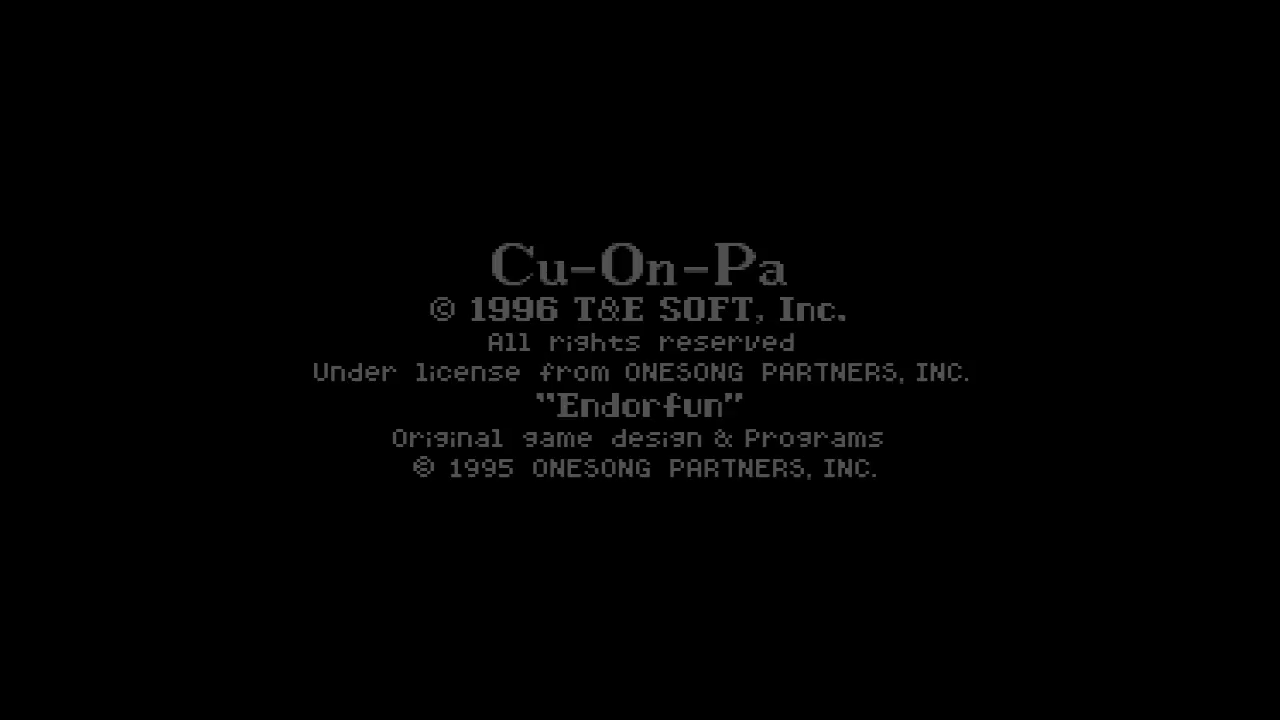 Cu-On-Pa
© 1996 T&E SOFT, Inc.
All rights reserved
Under license from ONESONG PARTNERS, INC.
"Endorfun"
Original game design & Programs
© 1995 ONESONG PARTNERS, INC.